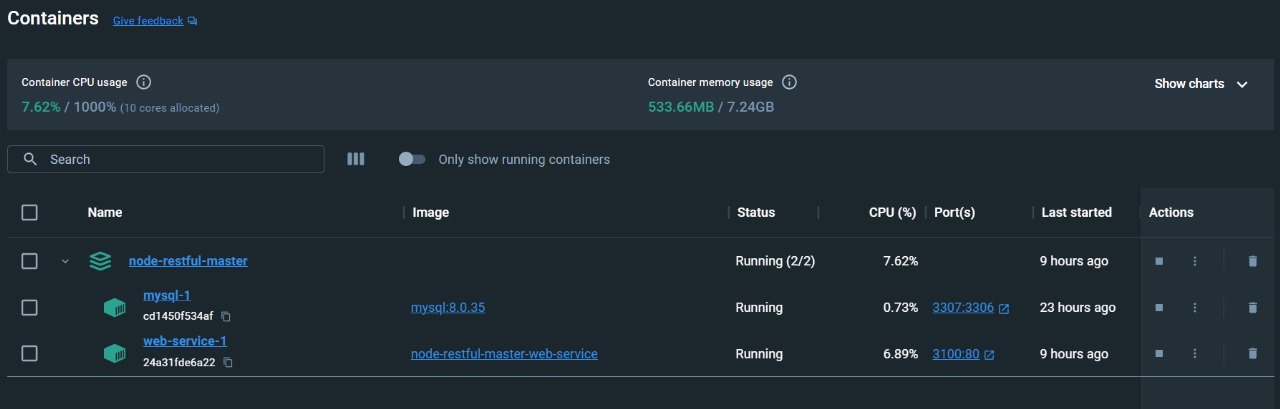 Containers Give feedback
Container CPU usage
7.62% / 1000% (10 cores allocated)
Container memory usage
533.66MB / 7.24GB
Show charts
Search
Only show running containers
Name Image Status CPU (%) Port(s) Last started Actions
node-restful-master Running (2/2) 7.62% 9 hours ago
mysql-1
cd1450f534af
mysql:8.0.35 Running 0.73% 3307:3306 23 hours ago
web-service-1
24a31fde6a22
node-restful-master-web-service Running 6.89% 3100:80 9 hours ago